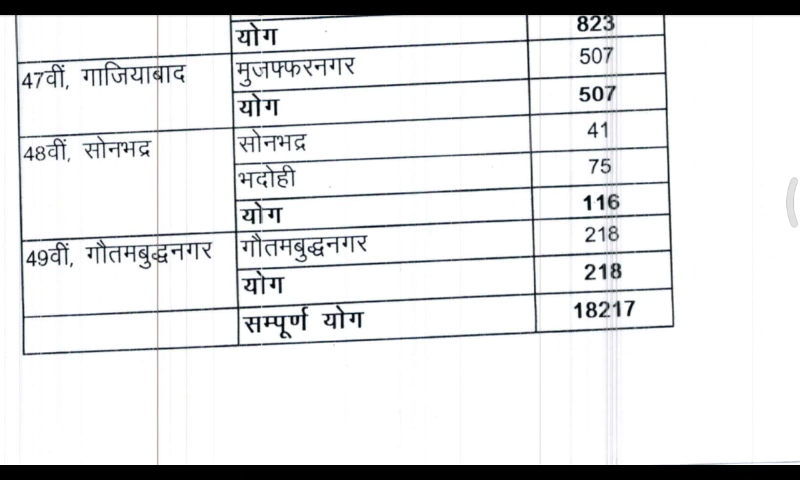 योग 823
47वीं, गाजियाबाद मुजफ्फरनगर 507
योग 507
48वीं, सोनभद्र सोनभद्र 41
भदोही 75
योग 116
49वीं, गौतमबुद्धनगर गौतमबुद्धनगर 218
योग 218
सम्पूर्ण योग 18217